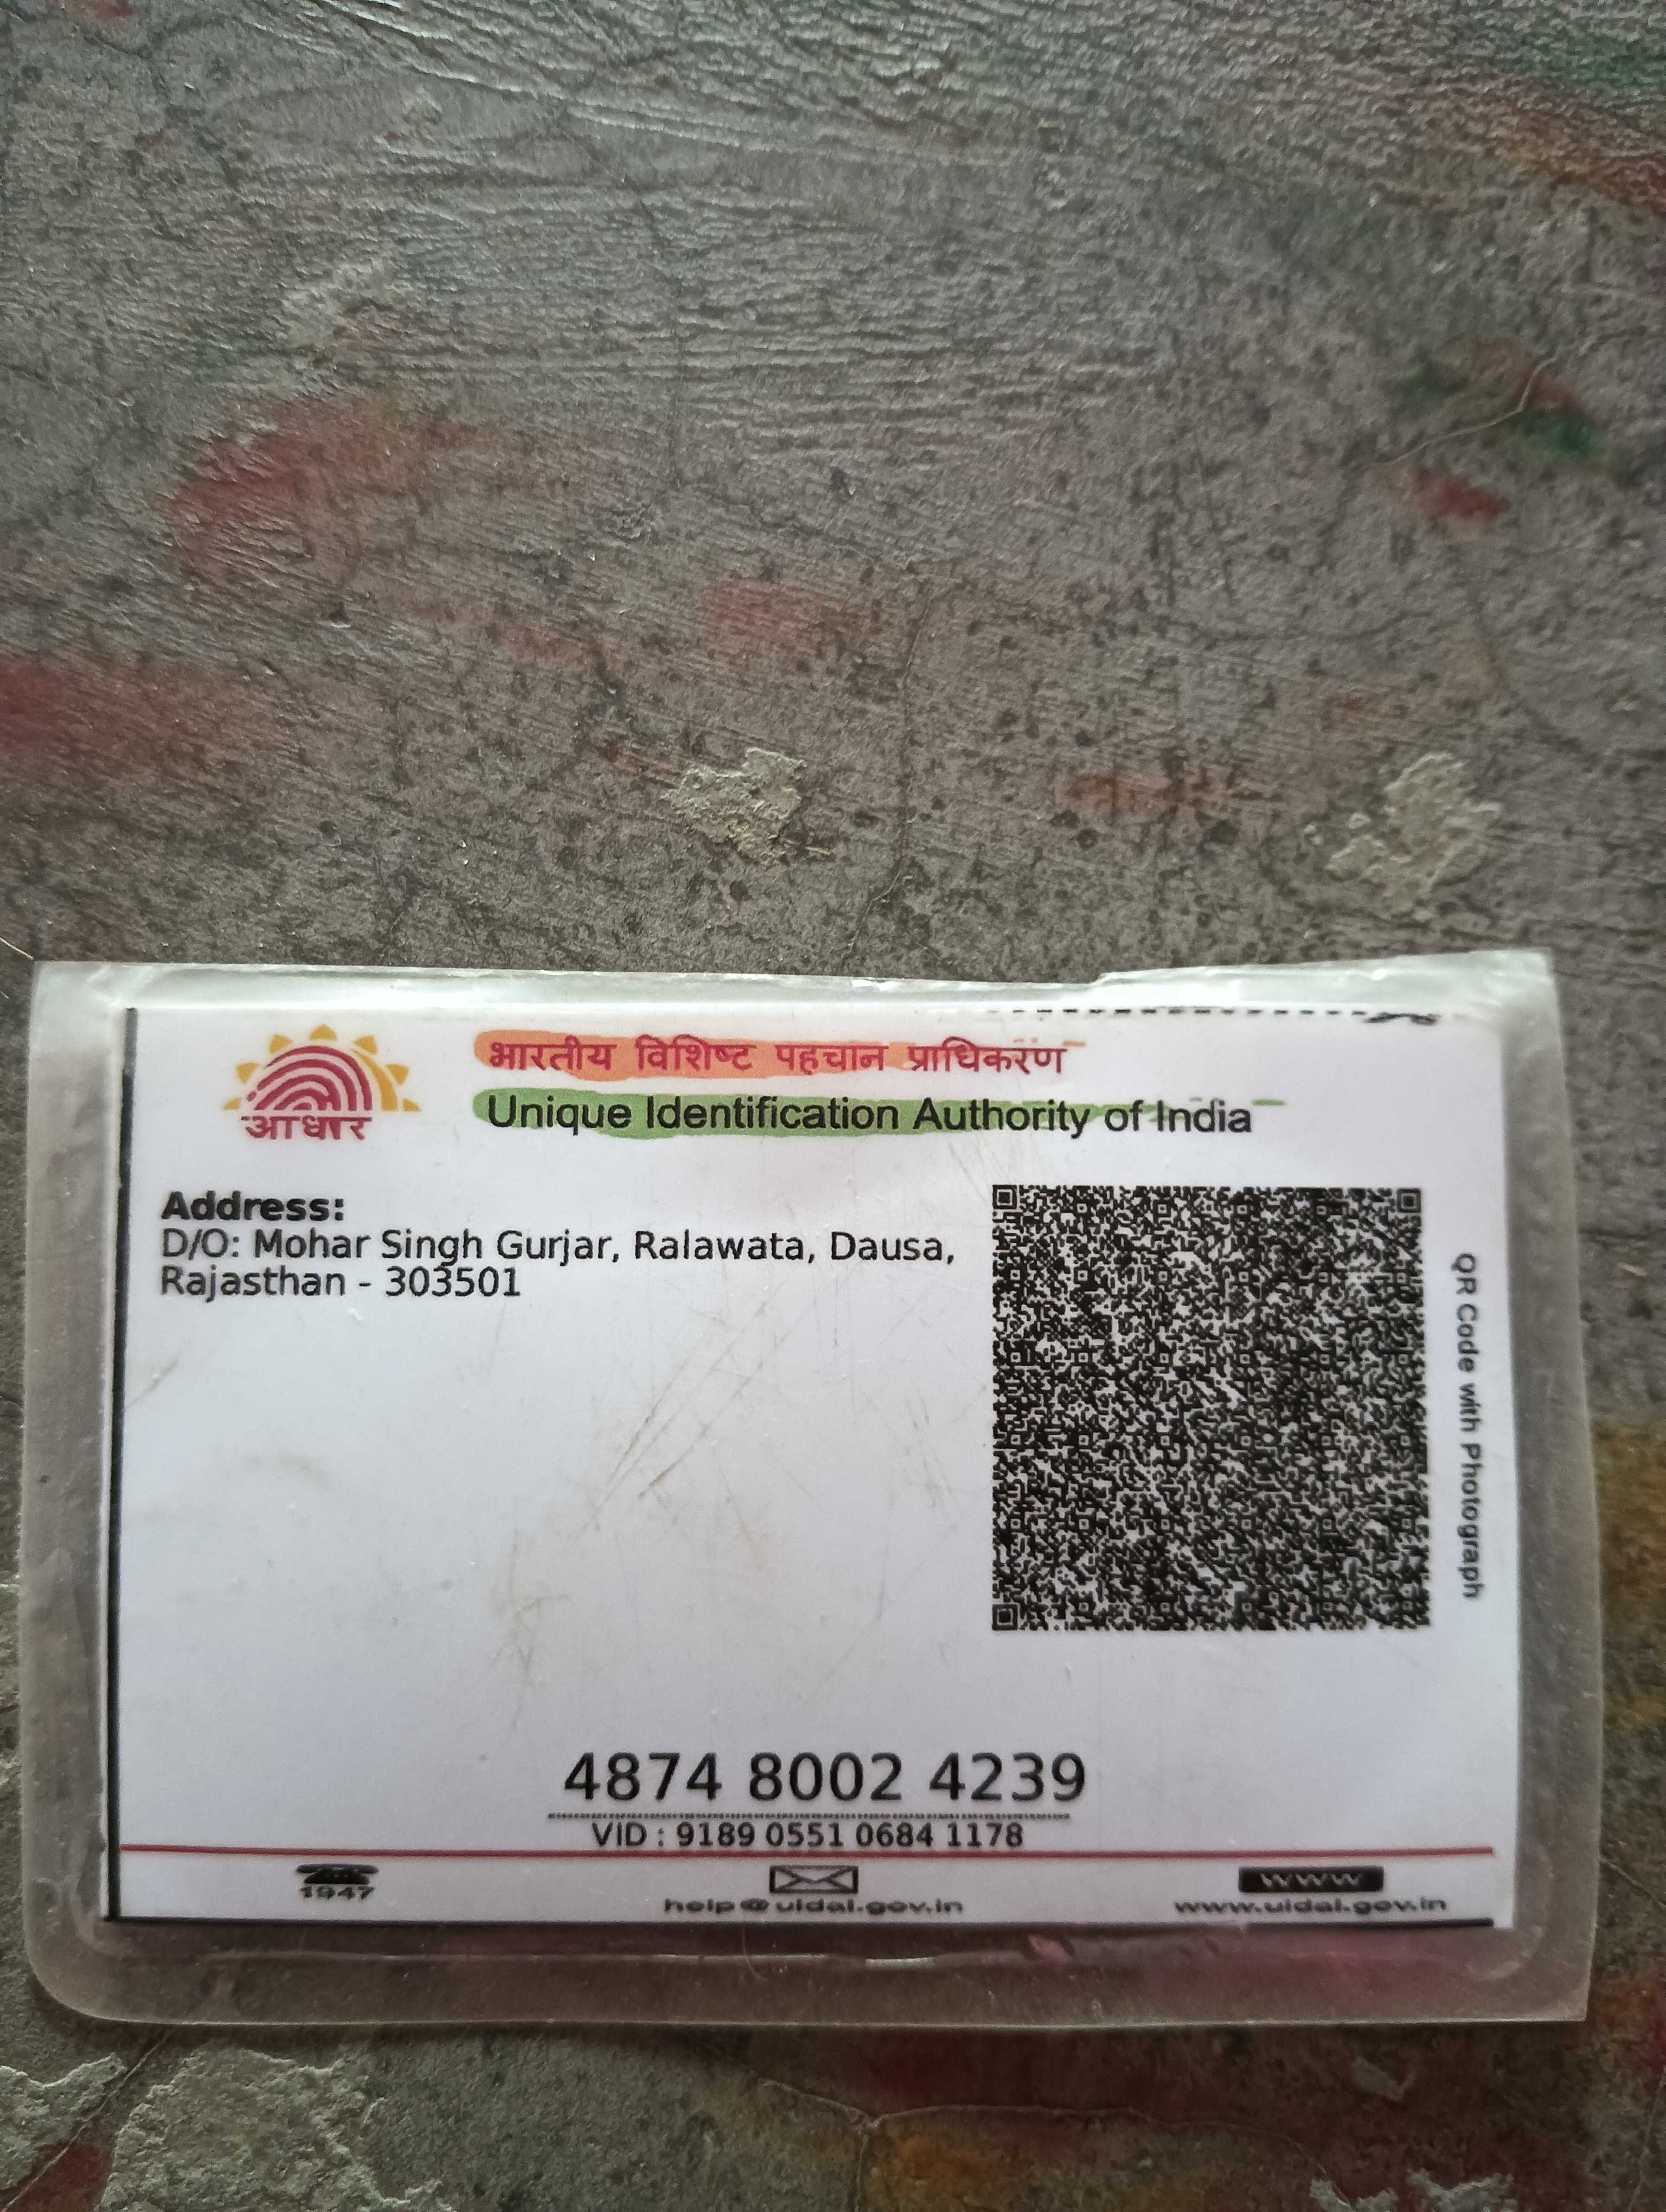 आधार
भारतीय विशिष्ट पहचान प्राधिकरण
Unique Identification Authority of India
Address:
D/O: Mohar Singh Gurjar, Ralawata, Dausa,
Rajasthan - 303501
QR Code with Photograph
4874 8002 4239
VID : 9189 0551 0684 1178
1947
help@uidai.gov.in
www
www.uidai.gov.in